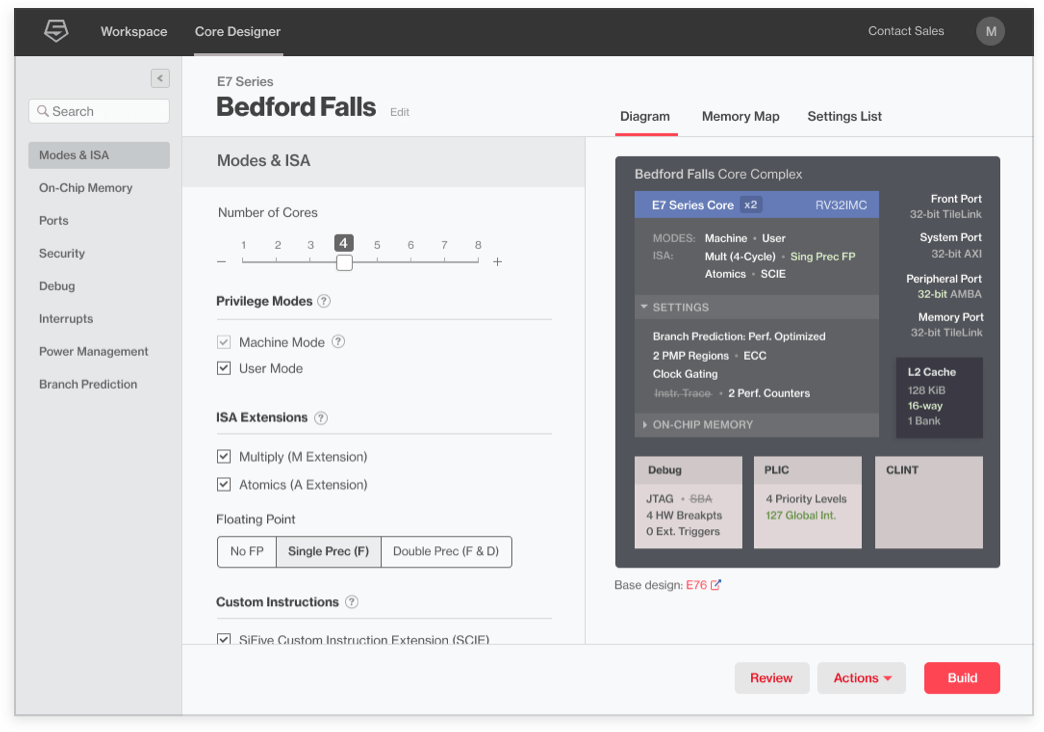 Workspace
Core Designer
Contact Sales
M
Search
Modes & ISA
On-Chip Memory
Ports
Security
Debug
Interrupts
Power Management
Branch Prediction
E7 Series
Bedford Falls Edit
Diagram
Memory Map
Settings List
Modes & ISA
Number of Cores
1 2 3 4 5 6 7 8
− +
Privilege Modes ?
Machine Mode ?
User Mode
ISA Extensions ?
Multiply (M Extension)
Atomics (A Extension)
Floating Point
No FP Single Prec (F) Double Prec (F & D)
Custom Instructions ?
SiFive Custom Instruction Extension (SCIE)
Bedford Falls Core Complex
E7 Series Core x2 RV32IMC
MODES: Machine • User
ISA: Mult (4-Cycle) • Sing Prec FP
Atomics • SCIE
SETTINGS
Branch Prediction: Perf. Optimized
2 PMP Regions • ECC
Clock Gating
Instr. Trace • 2 Perf. Counters
ON-CHIP MEMORY
Front Port
32-bit TileLink
System Port
32-bit AXI
Peripheral Port
32-bit AMBA
Memory Port
32-bit TileLink
L2 Cache
128 KiB
16-way
1 Bank
Debug
JTAG • SBA
4 HW Breakpts
0 Ext. Triggers
PLIC
4 Priority Levels
127 Global Int.
CLINT
Base design: E76
Review
Actions
Build